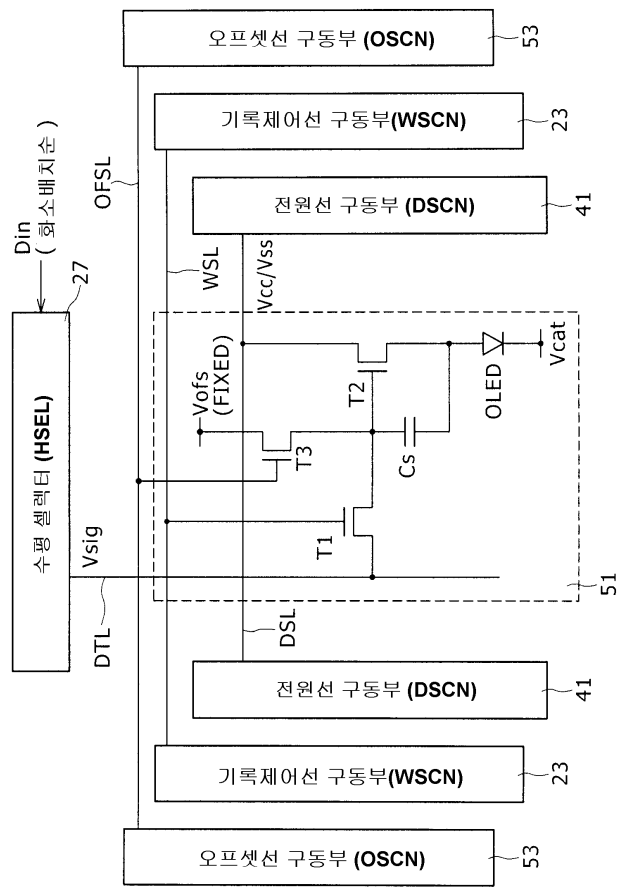 오프셋선 구동부 (OSCN)
53
기록제어선 구동부(WSCN)
23
전원선 구동부 (DSCN)
41
Din
( 화소배치순 )
27
수평 셀렉터 (HSEL)
OFSL
WSL
Vcc/Vss
Vofs
(FIXED)
T2
T3
Cs
OLED
Vcat
T1
Vsig
DTL
DSL
51
전원선 구동부 (DSCN)
41
기록제어선 구동부(WSCN)
23
오프셋선 구동부 (OSCN)
53